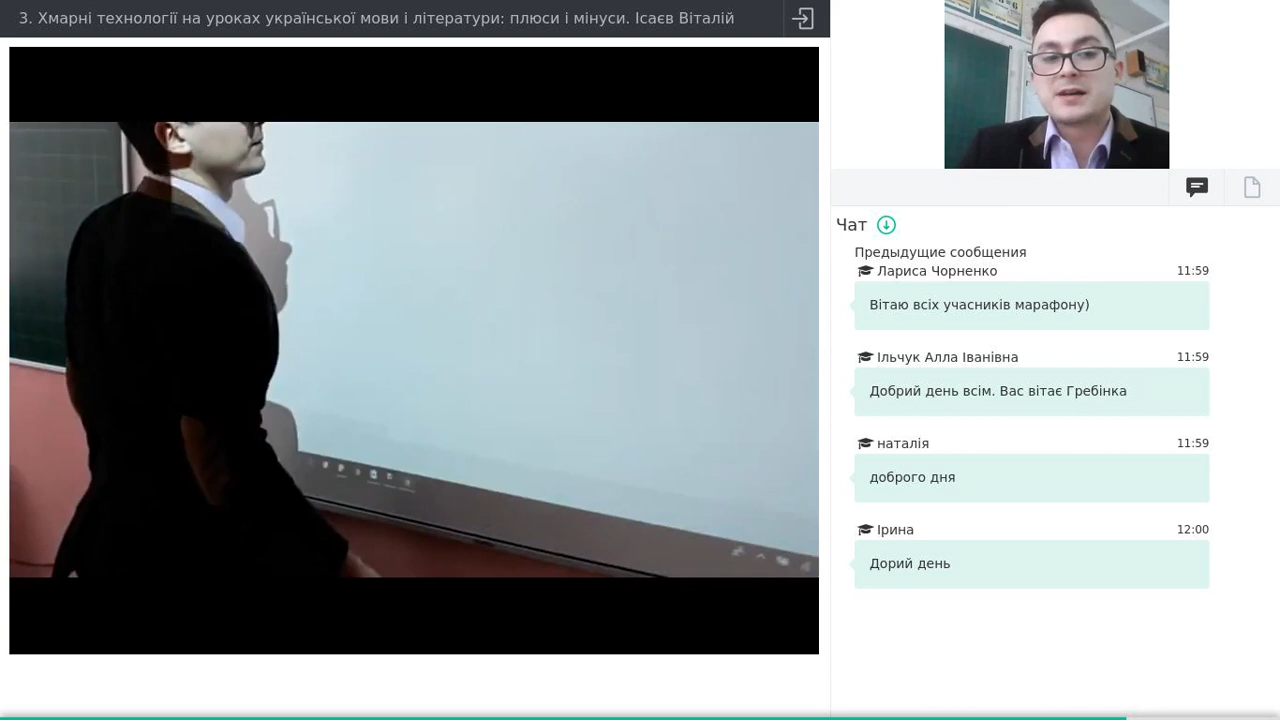 3. Хмарні технології на уроках української мови і літератури: плюси і мінуси. Ісаєв Віталій
Чат
Предыдущие сообщения
Лариса Чорненко 11:59
Вітаю всіх учасників марафону)
Ільчук Алла Іванівна 11:59
Добрий день всім. Вас вітає Гребінка
наталія 11:59
доброго дня
Ірина 12:00
Дорий день